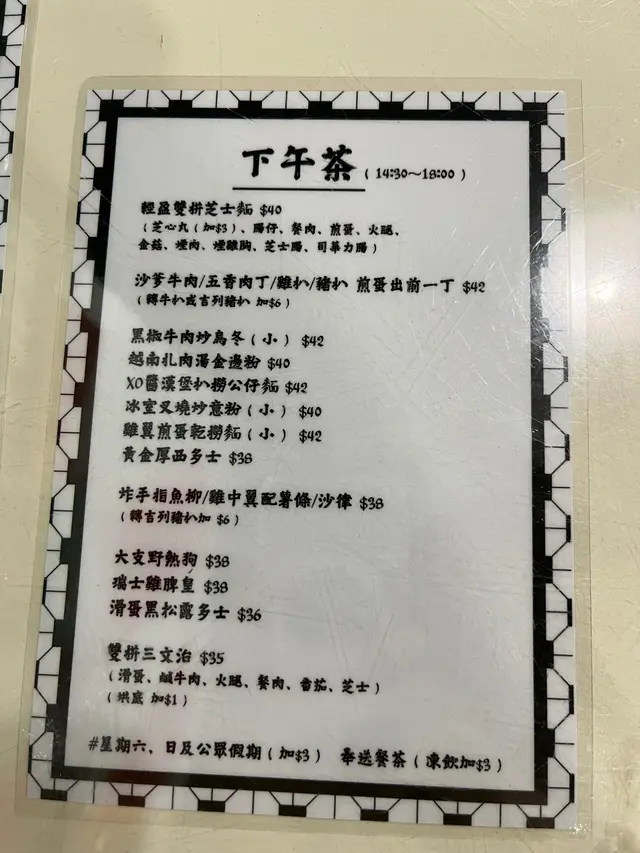 下午茶 ( 14:30～18:00 )
輕盈雙拼芝士麵 $40
( 芝心丸 ( 加$3 )、腸仔、餐肉、煎蛋、火腿、
金菇、煙肉、煙雞胸、芝士腸、司華力腸 )
沙爹牛肉/五香肉丁/雞扒/豬扒 煎蛋出前一丁 $42
( 轉牛扒或吉列豬扒 加$6 )
黑椒牛肉炒烏冬 ( 小 ) $42
越南扎肉湯金邊粉 $40
XO醬漢堡扒撈公仔麵 $42
冰室叉燒炒意粉 ( 小 ) $40
雞翼煎蛋乾撈麵 ( 小 ) $42
黃金厚西多士 $38
炸手指魚柳/雞中翼配薯條/沙律 $38
( 轉吉列豬扒加 $6 )
大支野熱狗 $38
瑞士雞脾皇 $38
滑蛋黑松露多士 $36
雙拼三文治 $35
( 滑蛋、鹹牛肉、火腿、餐肉、番茄、芝士 )
( 烘底 加$1 )
#星期六、日及公眾假期 ( 加$3 ) 奉送餐茶 ( 凍飲加$3 )